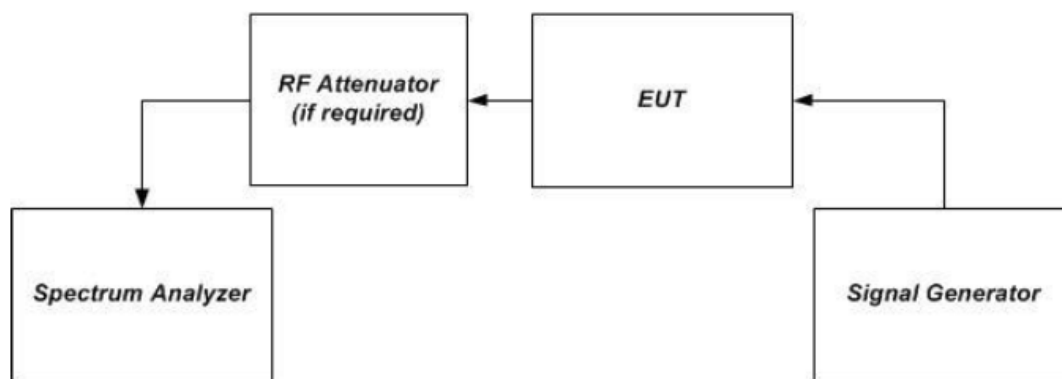 RF Attenuator
(if required)
EUT
Spectrum Analyzer
Signal Generator